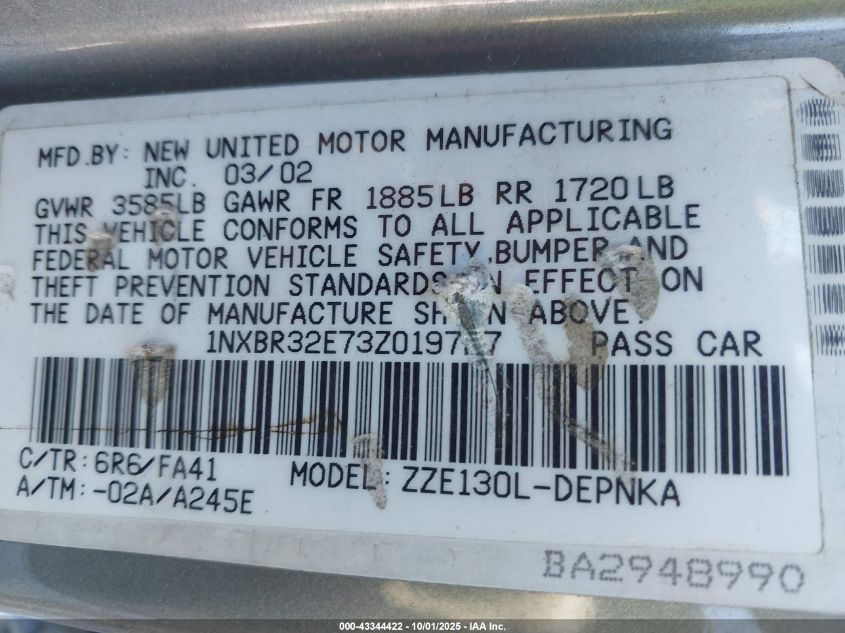 MFD.BY: NEW UNITED MOTOR MANUFACTURING
INC. 03/02
GVWR 3585LB GAWR FR 1885LB RR 1720LB
THIS VEHICLE CONFORMS TO ALL APPLICABLE
FEDERAL MOTOR VEHICLE SAFETY,BUMPER AND
THEFT PREVENTION STANDARDS IN EFFECT ON
THE DATE OF MANUFACTURE SHOWN ABOVE.
PASS CAR
C/TR: 6R6/FA41 MODEL: ZZE130L-DEPNKA
A/TM: -02A/A245E
BA2948990
000-43344422 - 10/01/2025 - IAA Inc.